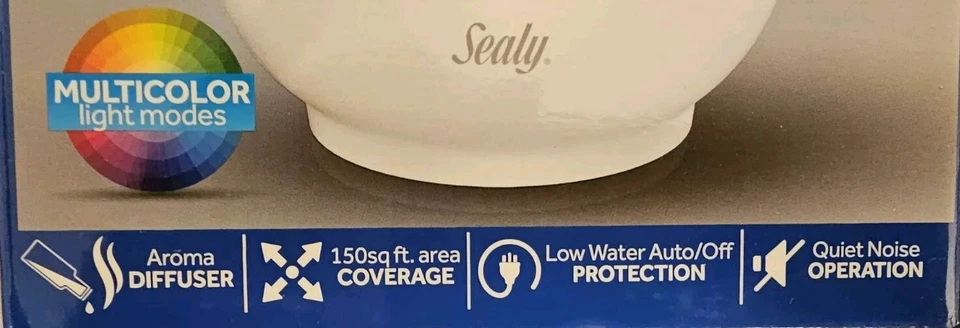 Sealy®
MULTICOLOR
light modes
Aroma
DIFFUSER
150sq ft. area
COVERAGE
Low Water Auto/Off
PROTECTION
Quiet Noise
OPERATION